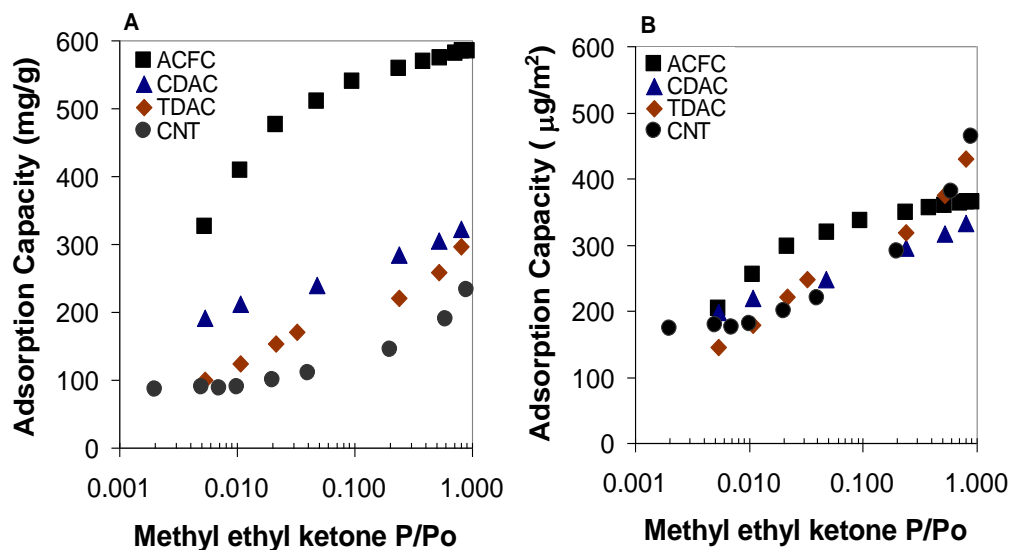 A
600
500
400
300
200
100
0
Adsorption Capacity (mg/g)
ACFC
CDAC
TDAC
CNT
0.001
0.010
0.100
1.000
Methyl ethyl ketone P/Po
B
600
500
400
300
200
100
0
Adsorption Capacity ( μg/m²)
ACFC
CDAC
TDAC
CNT
0.001
0.010
0.100
1.000
Methyl ethyl ketone P/Po